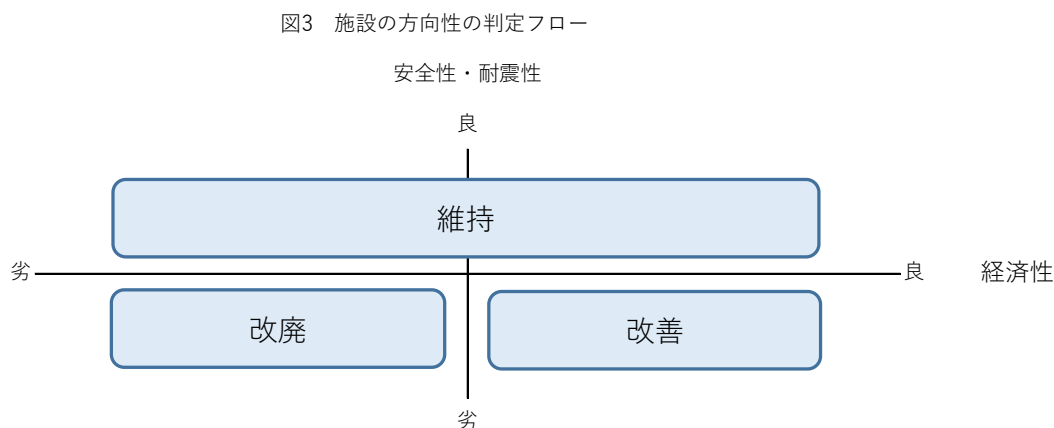 図3　施設の方向性の判定フロー
安全性・耐震性
良
維持
劣
良
経済性
改廃
改善
劣